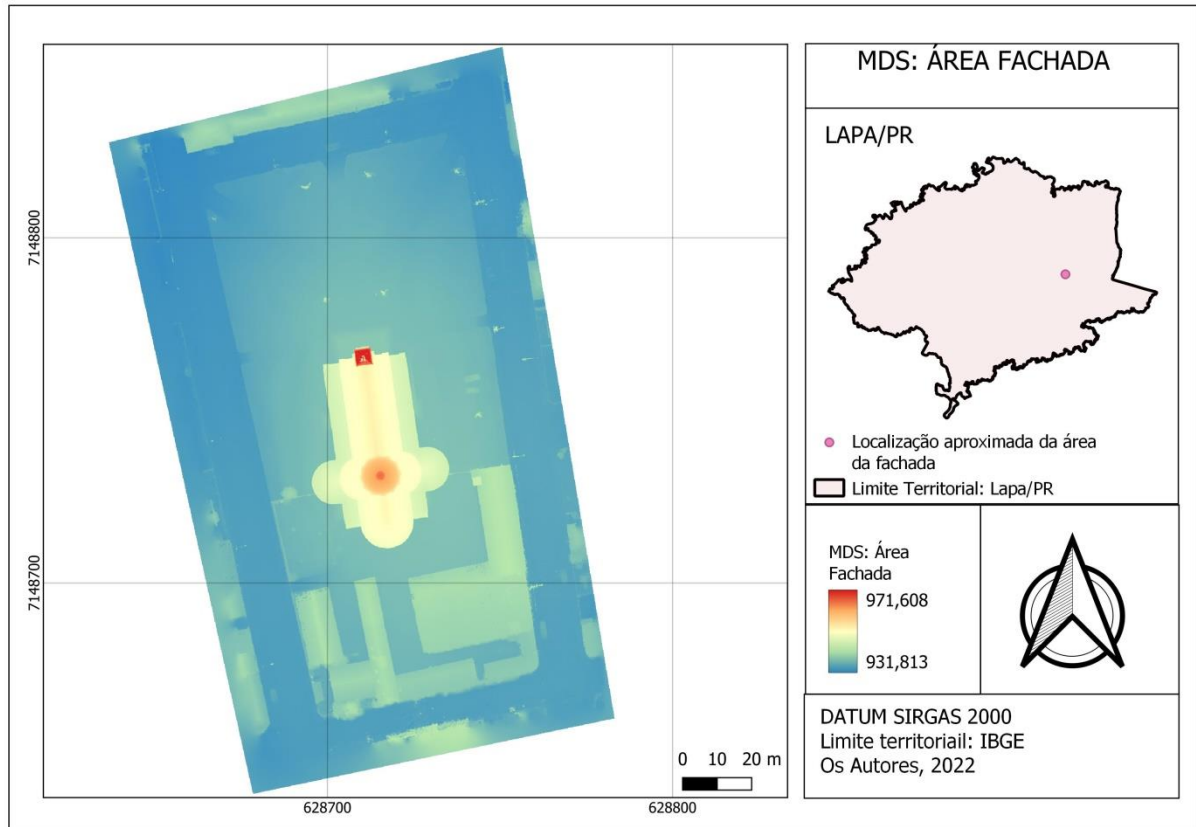 MDS: ÁREA FACHADA
LAPA/PR
Localização aproximada da área
da fachada
Limite Territorial: Lapa/PR
MDS: Área
Fachada
971,608
931,813
DATUM SIRGAS 2000
Limite territoriail: IBGE
Os Autores, 2022
7148800
7148700
0 10 20 m
628700
628800